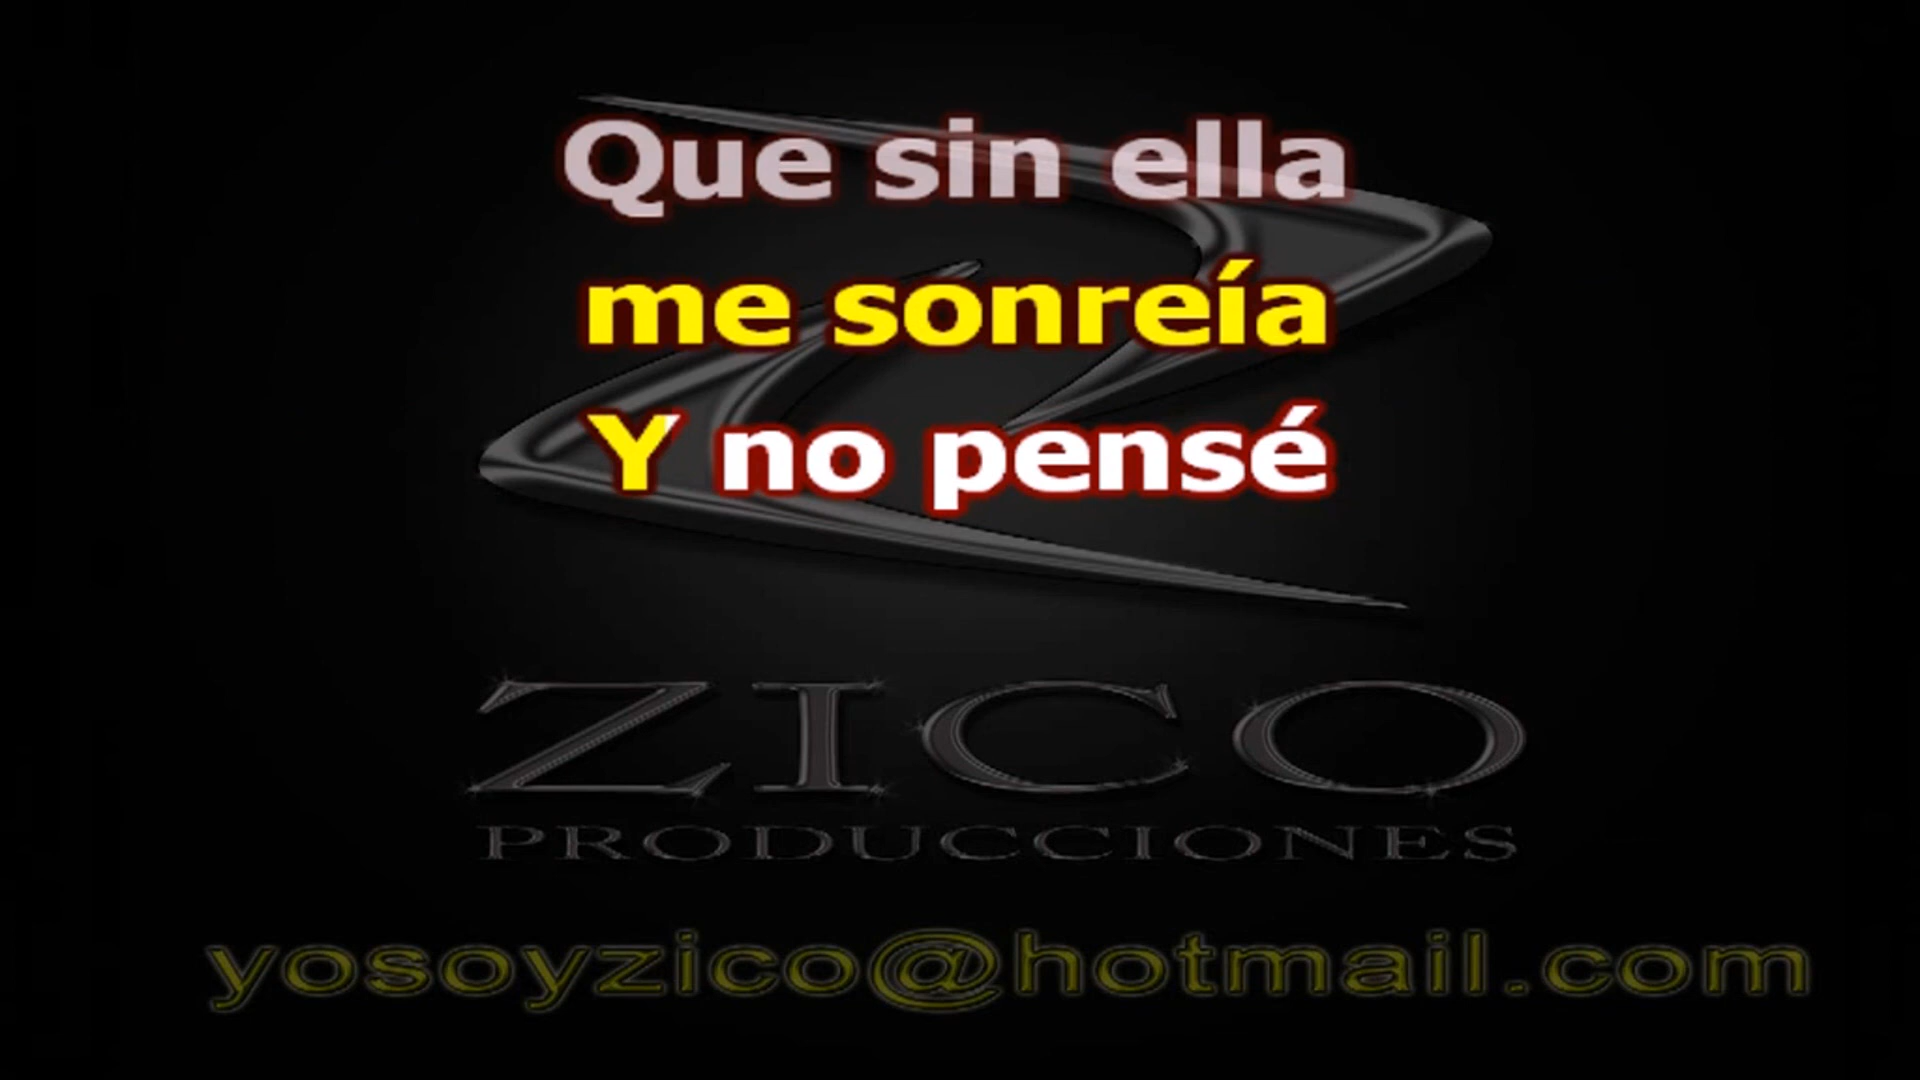 Que sin ella
me sonreía
Y no pensé
ZICO
PRODUCCIONES
yosoyzico@hotmail.com